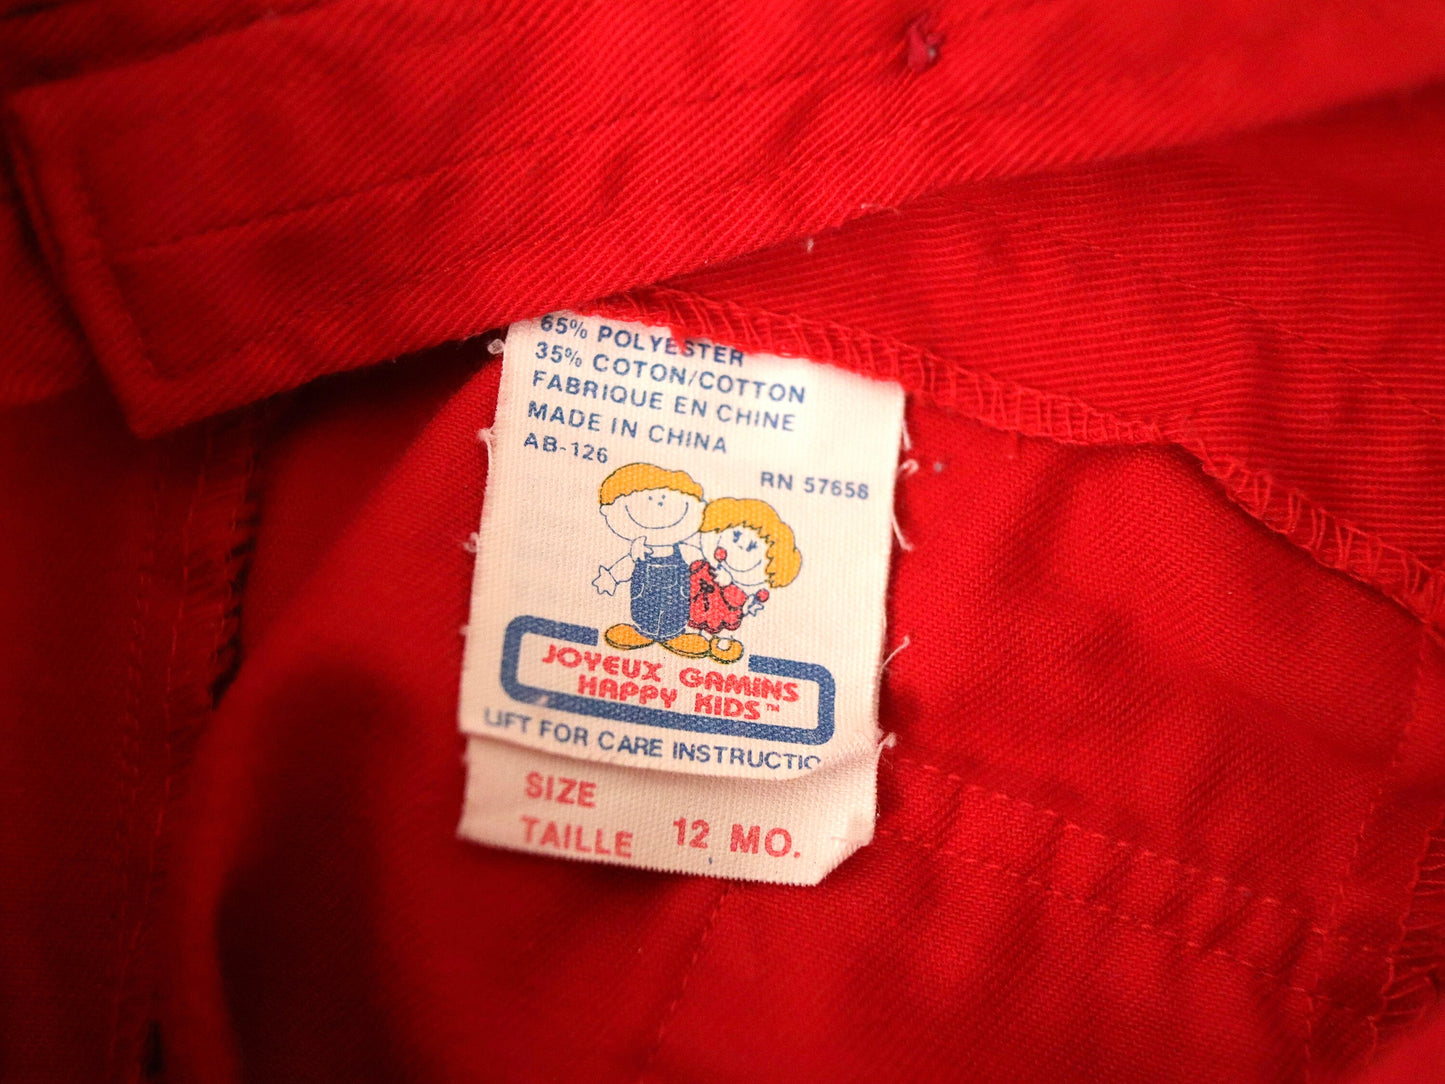 65% POLYESTER
35% COTON/COTTON
FABRIQUE EN CHINE
MADE IN CHINA
AB-126
RN 57658
JOYEUX GAMINS
HAPPY KIDS™
LIFT FOR CARE INSTRUCTIO
SIZE
TAILLE 12 MO.